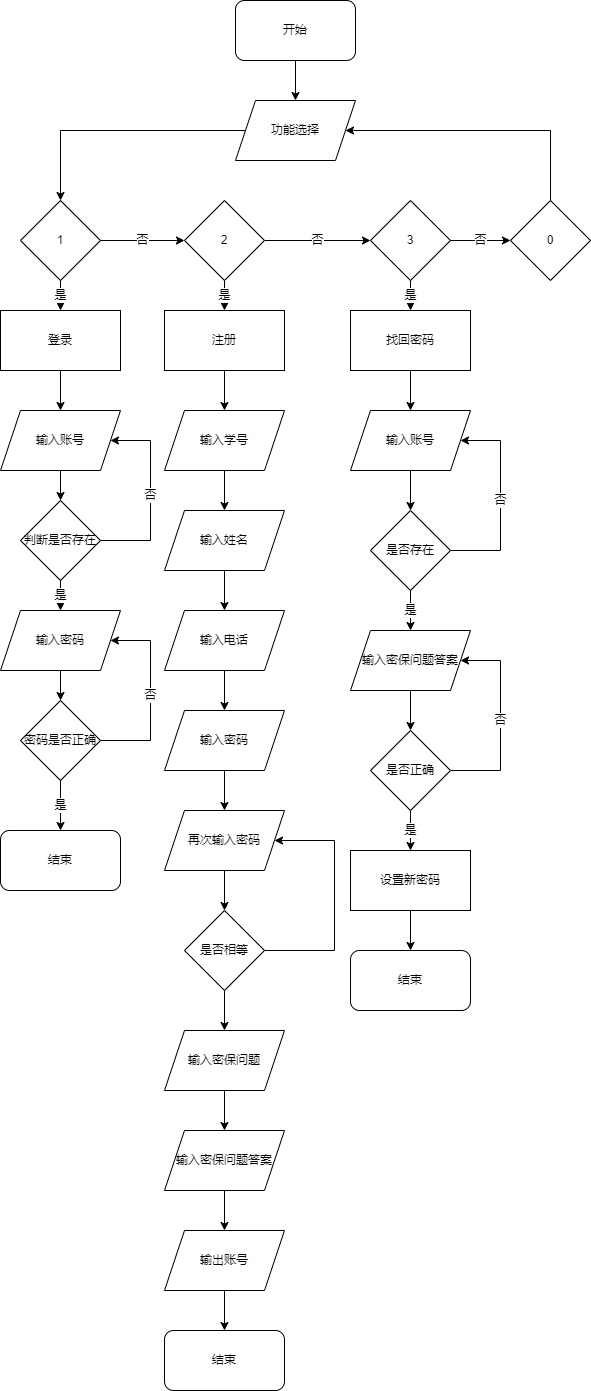 开始
功能选择
1
否
2
否
3
否
0
是
是
是
登录
注册
找回密码
输入账号
输入学号
输入账号
否
否
判断是否存在
输入姓名
是否存在
是
是
输入密码
输入电话
输入密保问题答案
否
否
密码是否正确
输入密码
是否正确
是
是
结束
再次输入密码
设置新密码
是否相等
结束
输入密保问题
输入密保问题答案
输出账号
结束